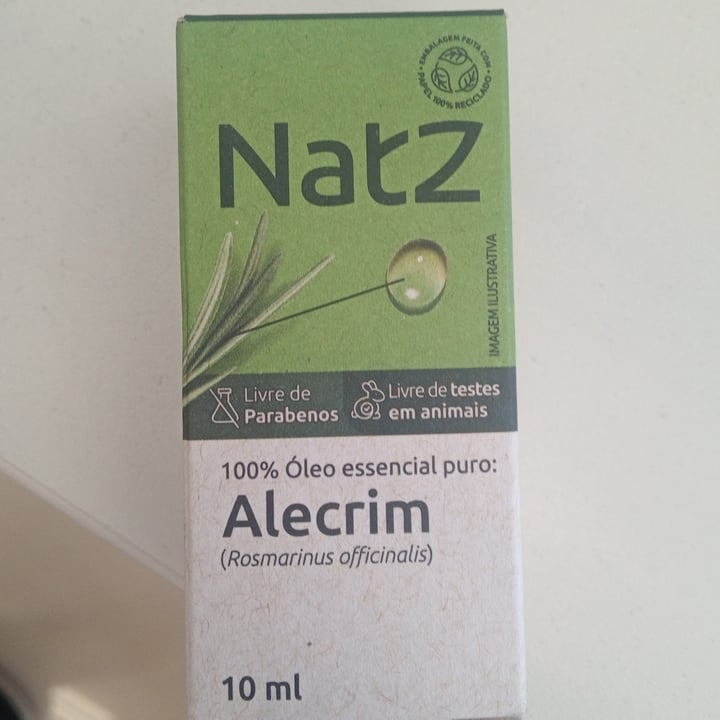 • EMBALAGEM FEITA COM •
PAPEL 100% RECICLADO
NatZ
IMAGEM ILUSTRATIVA
Livre de
Parabenos
Livre de testes
em animais
100% Óleo essencial puro:
Alecrim
(Rosmarinus officinalis)
10 ml